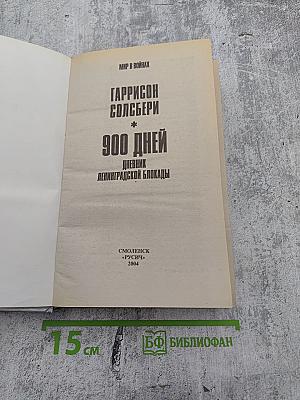 МИР В ВОЙНАХ
ГАРРИСОН
СОЛСБЕРИ
*
900 ДНЕЙ
ДНЕВНИК
ЛЕНИНГРАДСКОЙ БЛОКАДЫ
СМОЛЕНСК
«РУСИЧ»
2004
15 см
БФ БИБЛИОФАН